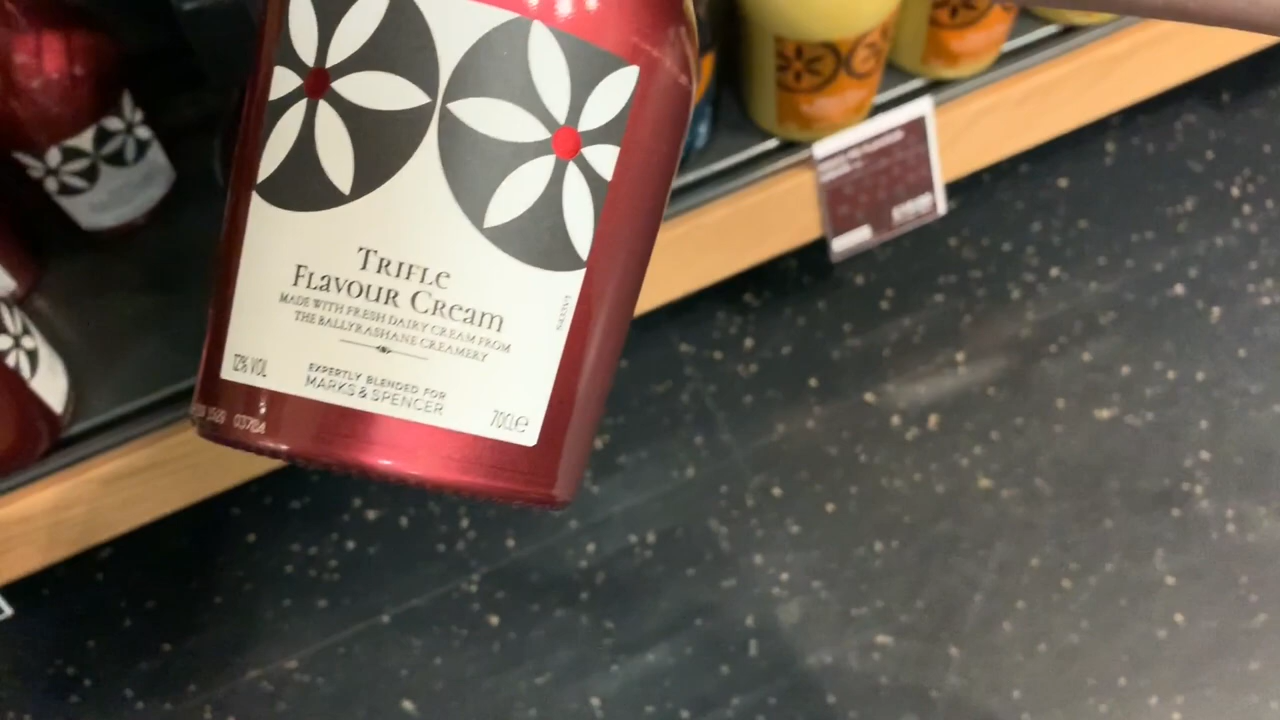 Trifle
Flavour Cream
MADE WITH FRESH DAIRY CREAM FROM
THE BALLYRASHANE CREAMERY
12% VOL
EXPERTLY BLENDED FOR
MARKS & SPENCER
70cl e
03784